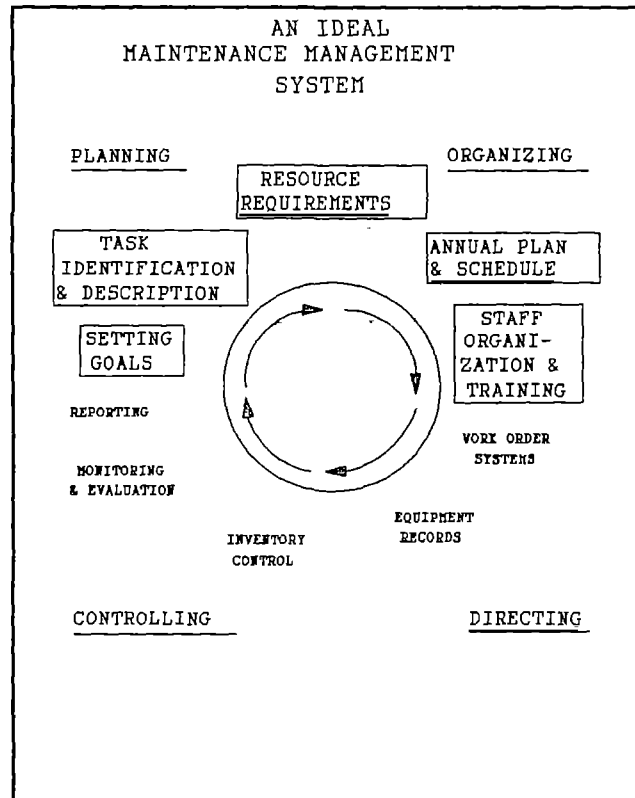 AN IDEAL
MAINTENANCE MANAGEMENT
SYSTEM
PLANNING
ORGANIZING
RESOURCE
REQUIREMENTS
TASK
IDENTIFICATION
& DESCRIPTION
ANNUAL PLAN
& SCHEDULE
SETTING
GOALS
STAFF
ORGANI-
ZATION &
TRAINING
REPORTING
WORK ORDER
SYSTEMS
MONITORING
& EVALUATION
EQUIPMENT
RECORDS
INVENTORY
CONTROL
CONTROLLING
DIRECTING